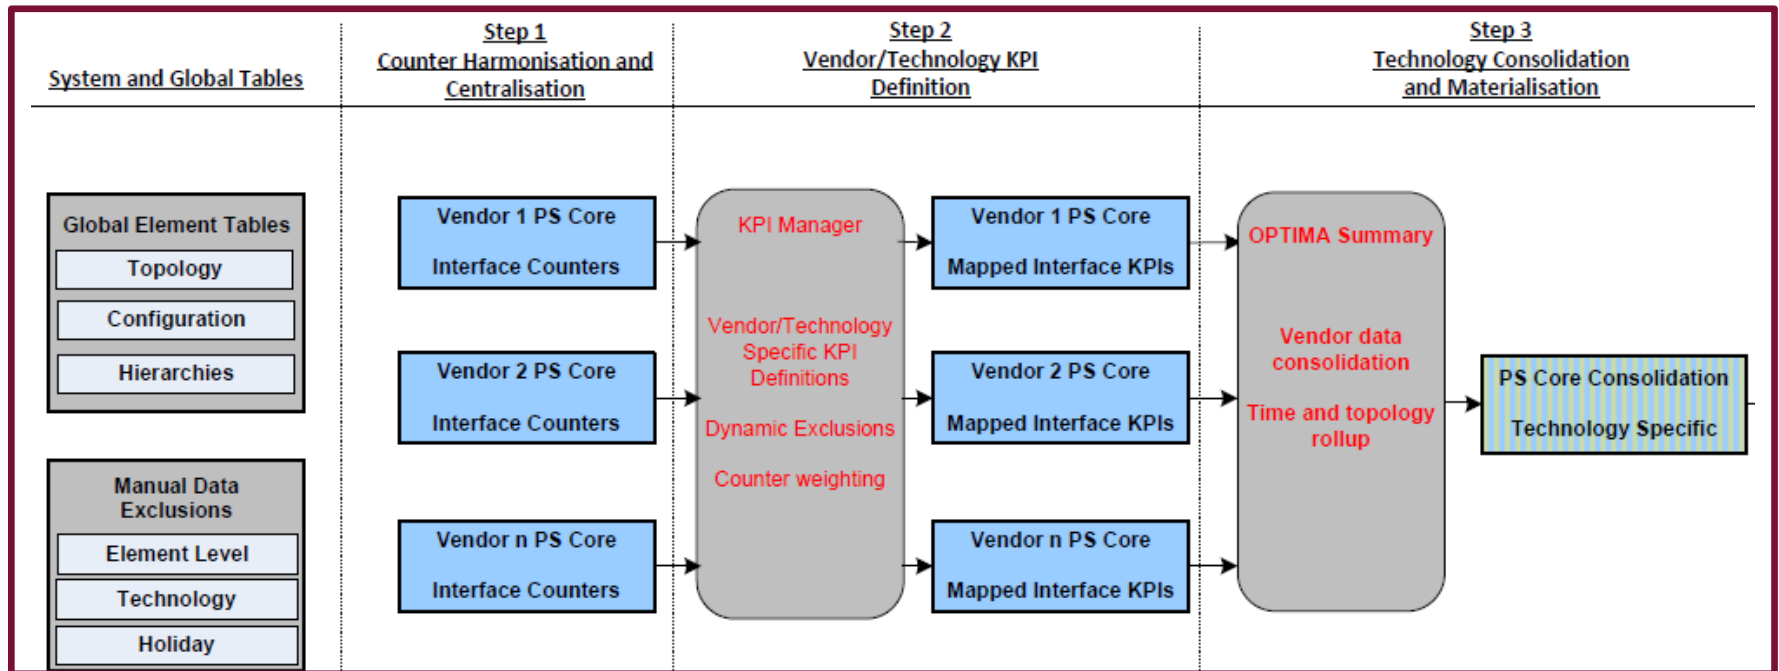 System and Global Tables
Step 1
Counter Harmonisation and
Centralisation
Step 2
Vendor/Technology KPI
Definition
Step 3
Technology Consolidation
and Materialisation
Global Element Tables
Topology
Configuration
Hierarchies
Manual Data
Exclusions
Element Level
Technology
Holiday
Vendor 1 PS Core
Interface Counters
Vendor 2 PS Core
Interface Counters
Vendor n PS Core
Interface Counters
KPI Manager
Vendor/Technology
Specific KPI
Definitions
Dynamic Exclusions
Counter weighting
Vendor 1 PS Core
Mapped Interface KPIs
Vendor 2 PS Core
Mapped Interface KPIs
Vendor n PS Core
Mapped Interface KPIs
OPTIMA Summary
Vendor data
consolidation
Time and topology
rollup
PS Core Consolidation
Technology Specific